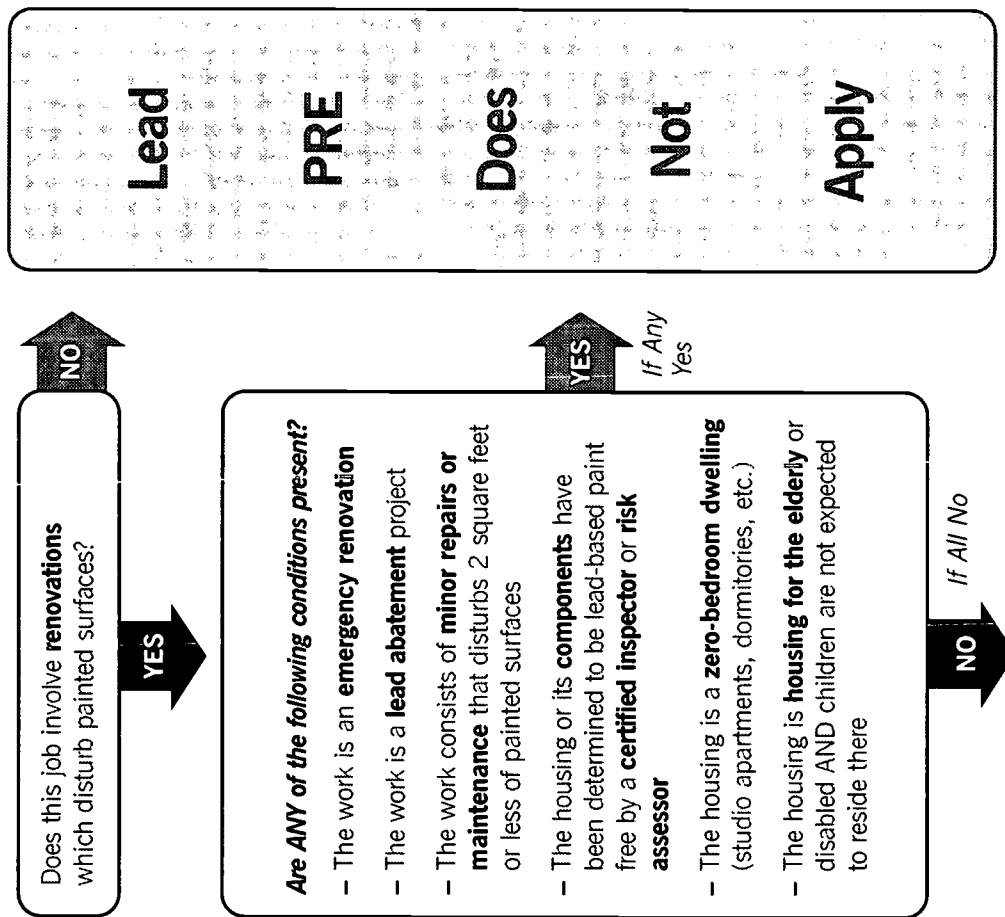 Does this job involve renovations
which disturb painted surfaces?
NO
YES
Are ANY of the following conditions present?
– The work is an emergency renovation
– The work is a lead abatement project
– The work consists of minor repairs or
maintenance that disturbs 2 square feet
or less of painted surfaces
– The housing or its components have
been determined to be lead-based paint
free by a certified inspector or risk
assessor
– The housing is a zero-bedroom dwelling
(studio apartments, dormitories, etc.)
– The housing is housing for the elderly or
disabled AND children are not expected
to reside there
YES
If Any
Yes
NO
If All No
Lead
PRE
Does
Not
Apply